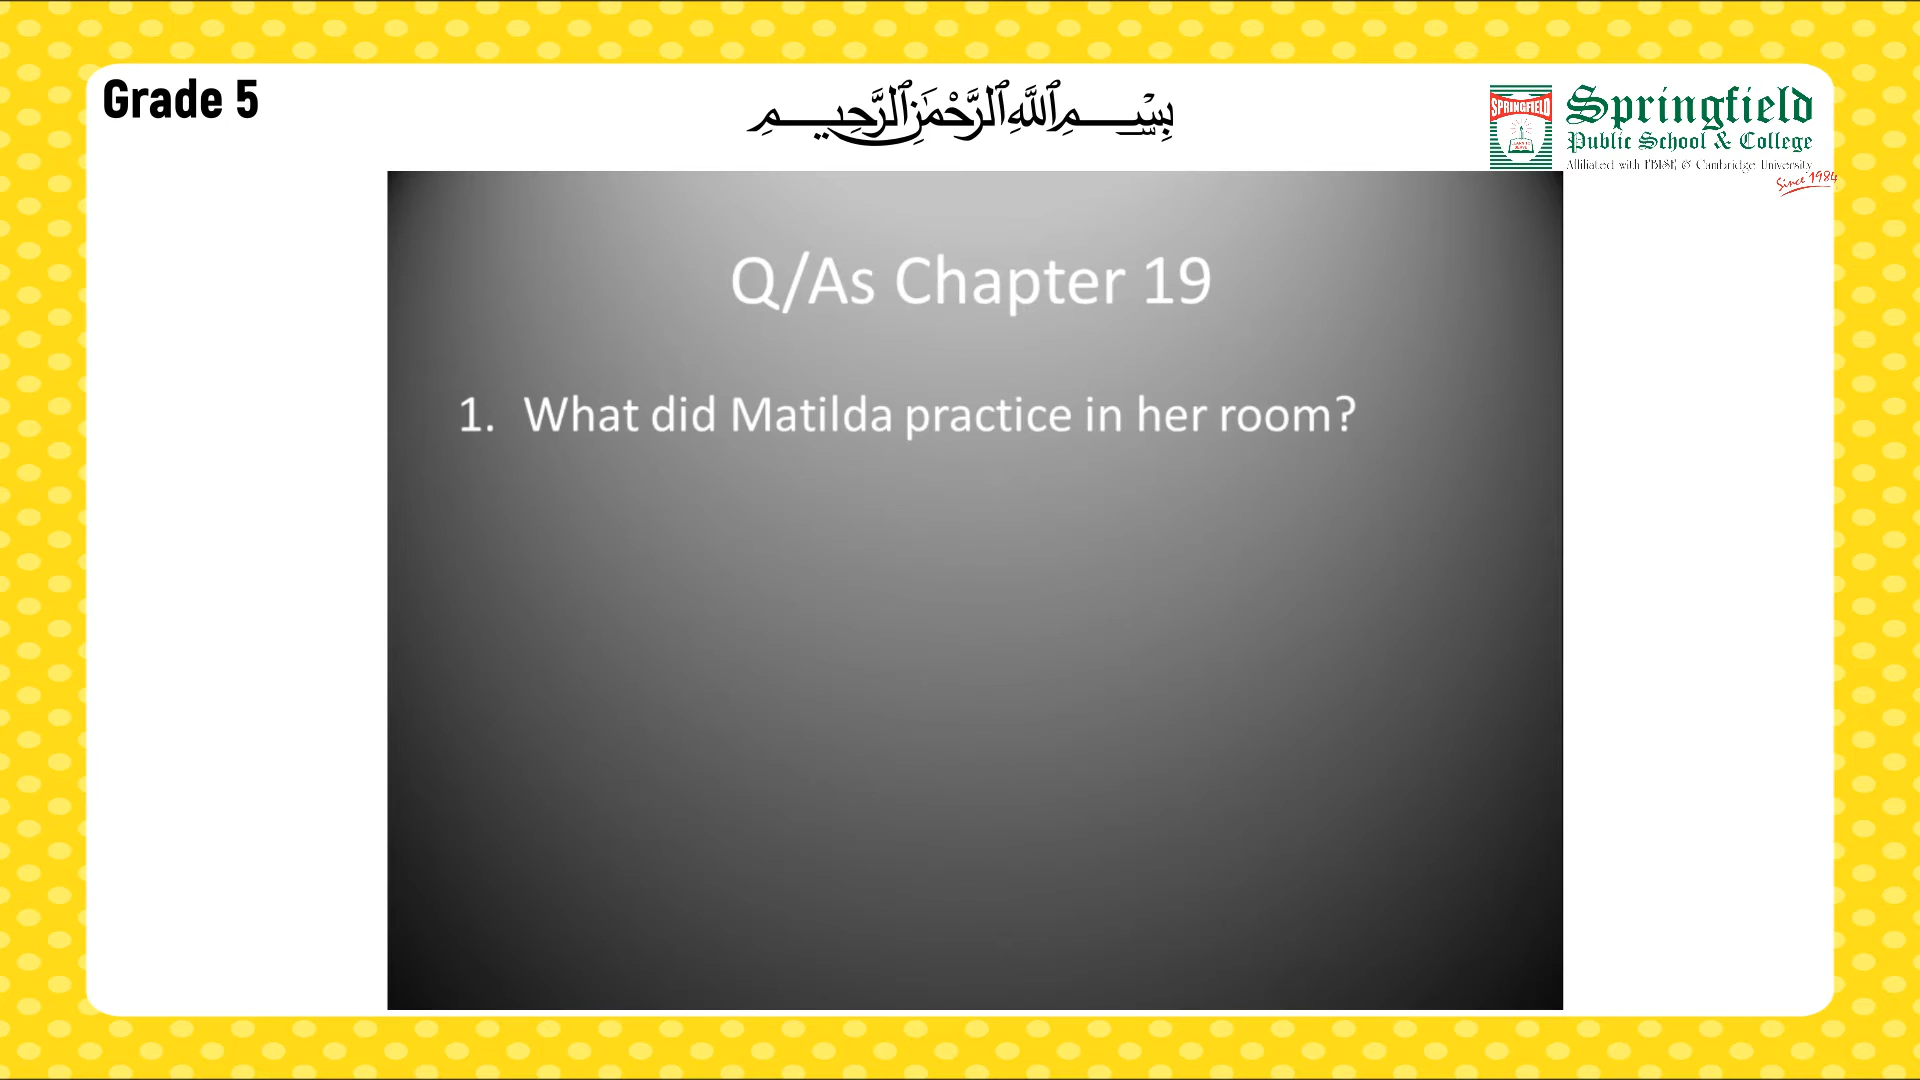 Grade 5
بِسْمِ ٱللَّٰهِ ٱلرَّحْمَٰنِ ٱلرَّحِيمِ
SPRINGFIELD
Springfield
Public School & College
Affiliated with FBISE & Cambridge University
Since 1984
Q/As Chapter 19
1. What did Matilda practice in her room?